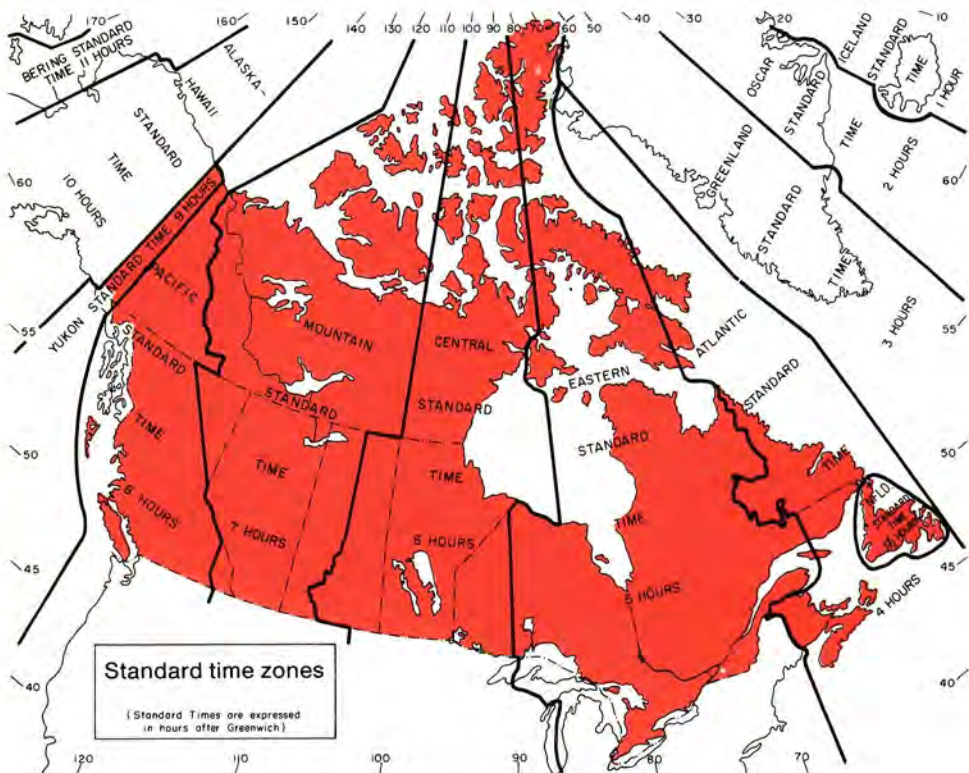 170 160 150 140 130 120 110 100 90 80 70 60 50 40 30 20 10
BERING STANDARD
TIME 11 HOURS
ALASKA-
HAWAII
STANDARD
TIME
10 HOURS
YUKON STANDARD TIME 9 HOURS
PACIFIC
STANDARD
TIME
8 HOURS
MOUNTAIN
STANDARD
TIME
7 HOURS
CENTRAL
STANDARD
TIME
6 HOURS
EASTERN
STANDARD
TIME
5 HOURS
ATLANTIC
STANDARD
TIME
4 HOURS
NFLD
STANDARD
TIME
GREENLAND
STANDARD
TIME
3 HOURS
OSCAR
STANDARD
TIME
2 HOURS
ICELAND
STANDARD
TIME
1 HOUR
60 60
55 55
50 50
45 45
40 40
120 110 100 90 80 70
Standard time zones
(Standard Times are expressed
in hours after Greenwich)